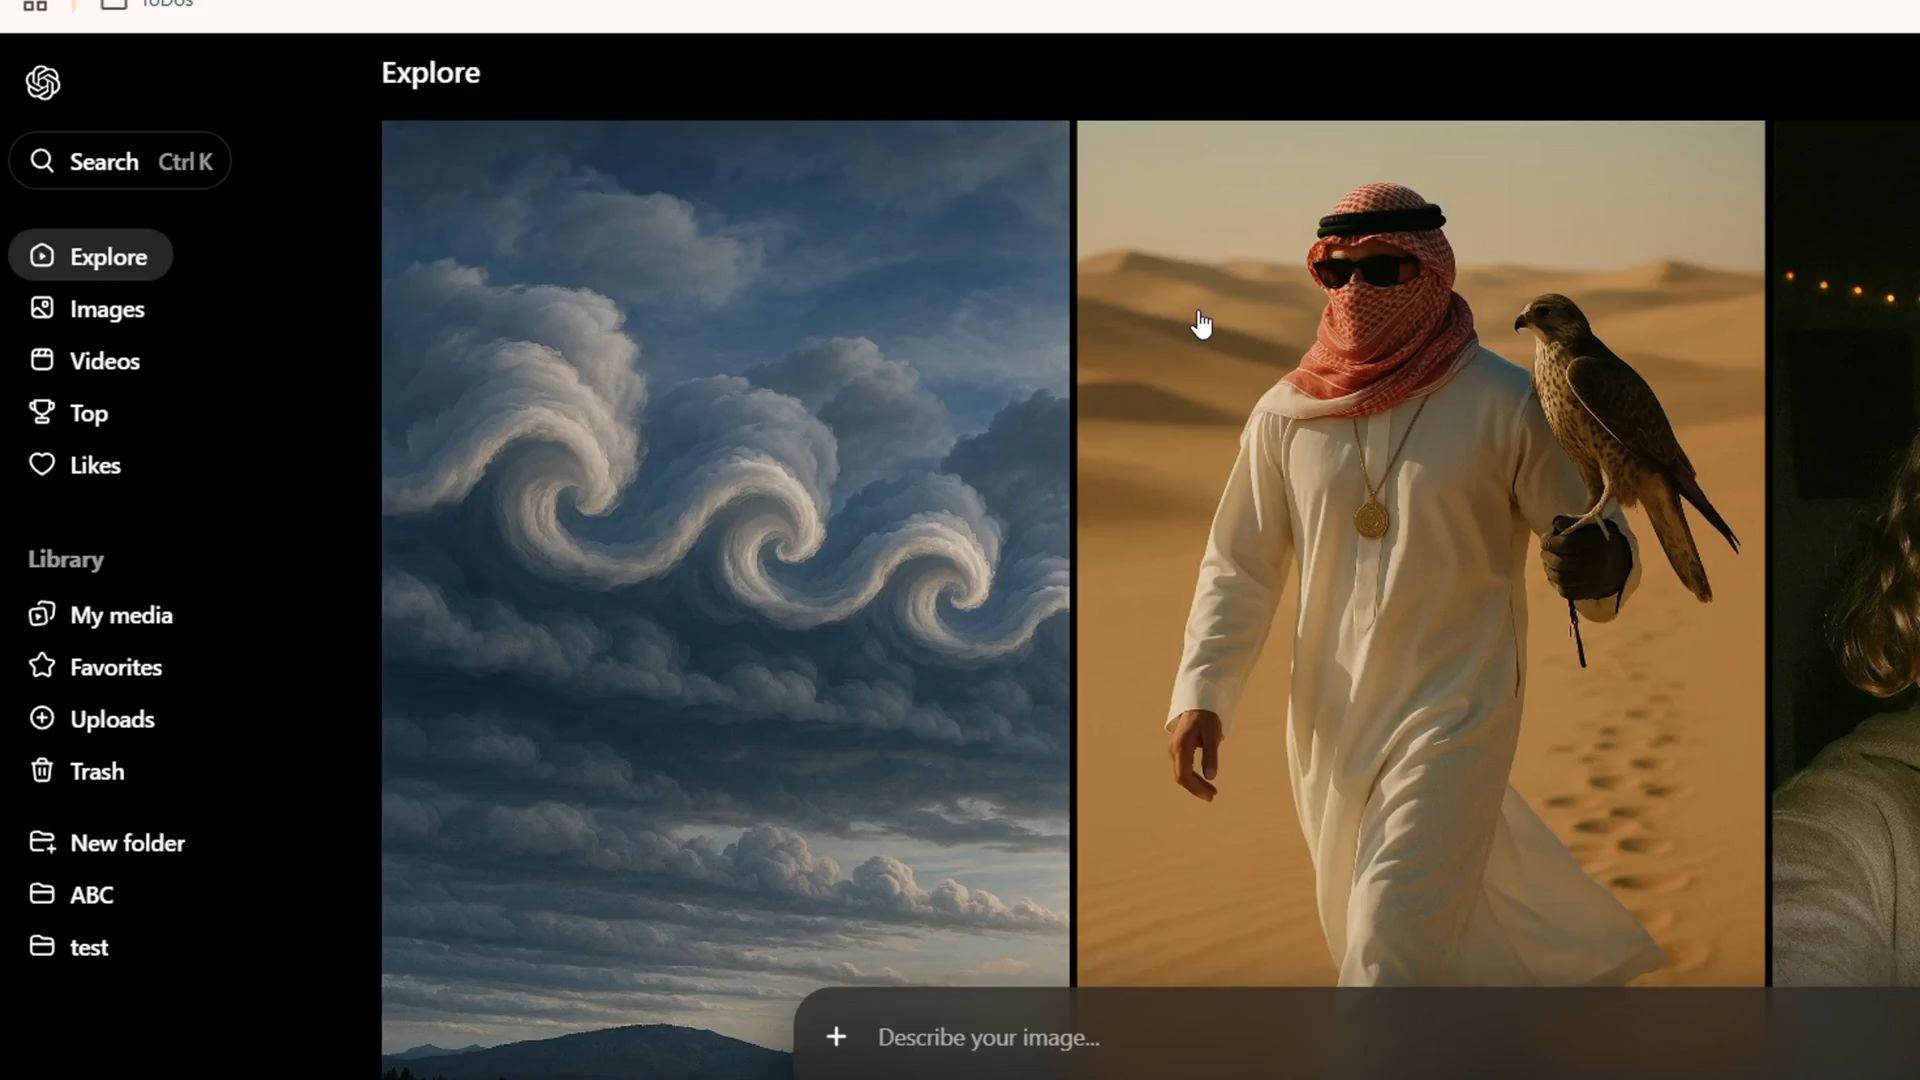 ToDos
Explore
Search Ctrl K
Explore
Images
Videos
Top
Likes
Library
My media
Favorites
Uploads
Trash
New folder
ABC
test
Describe your image...